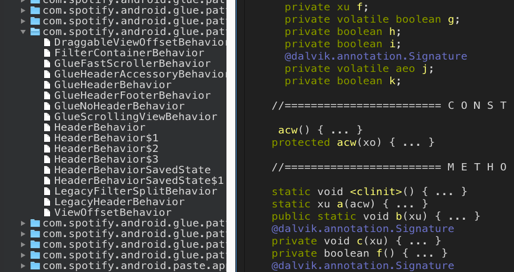 com.spotify.android.glue.pat
com.spotify.android.glue.pat
com.spotify.android.glue.pat
com.spotify.android.glue.pat
DraggableViewOffsetBehavior
FilterContainerBehavior
GlueFastScrollerBehavior
GlueHeaderAccessoryBehavior
GlueHeaderBehavior
GlueHeaderFooterBehavior
GlueNoHeaderBehavior
GlueScrollingViewBehavior
HeaderBehavior
HeaderBehavior$1
HeaderBehavior$2
HeaderBehavior$3
HeaderBehaviorSavedState
HeaderBehaviorSavedState$1
LegacyFilterSplitBehavior
LegacyHeaderBehavior
ViewOffsetBehavior
com.spotify.android.glue.pat
com.spotify.android.glue.pat
com.spotify.android.glue.pat
com.spotify.android.glue.pat
com.spotify.android.paste.ap
private xu f;
private volatile boolean g;
private boolean h;
private boolean i;
@dalvik.annotation.Signature
private volatile aeo j;
private boolean k;
//======================== C O N S T
acw() { ... }
protected acw(xo) { ... }
//======================== M E T H O
static void <clinit>() { ... }
static xu a(acw) { ... }
public static void b(xu) { ... }
@dalvik.annotation.Signature
private void c(xu) { ... }
private boolean f() { ... }
@dalvik.annotation.Signature